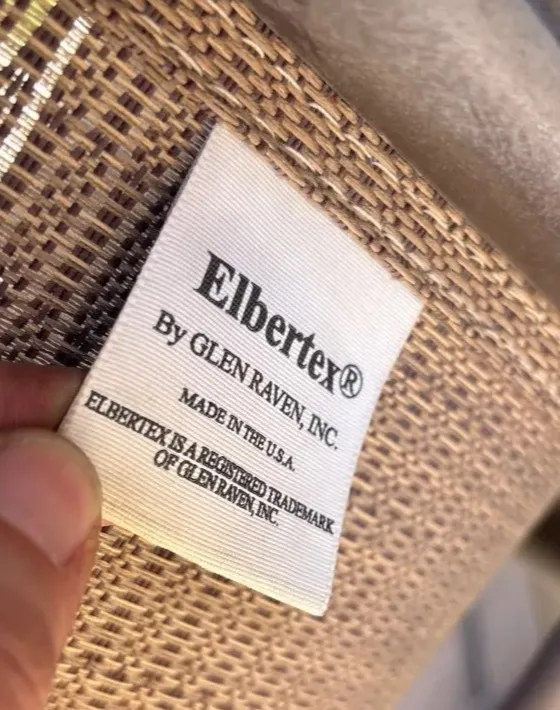 Elbertex®
By GLEN RAVEN, INC.
MADE IN THE U.S.A.
ELBERTEX IS A REGISTERED TRADEMARK
OF GLEN RAVEN, INC.